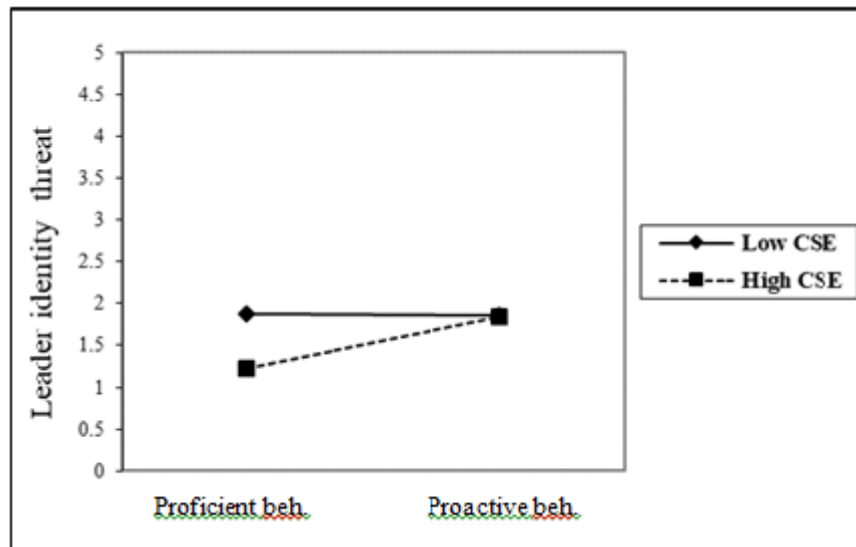 Leader identity threat
5
4.5
4
3.5
3
2.5
2
1.5
1
0.5
0
Proficient beh. Proactive beh.
Low CSE
High CSE